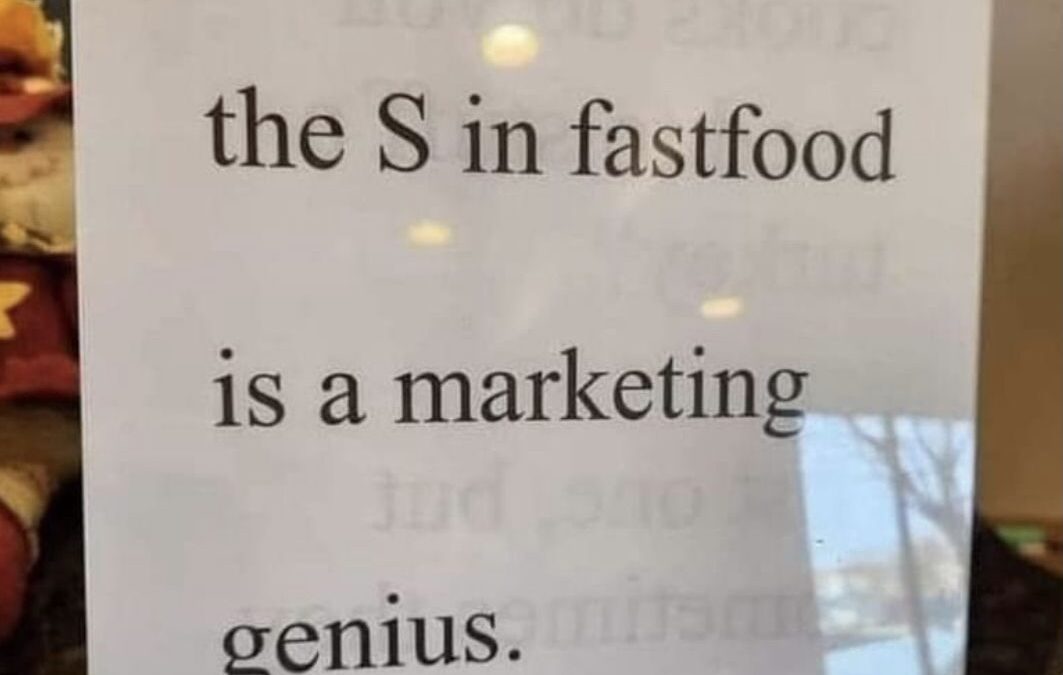 the S in fastfood
is a marketing
genius.